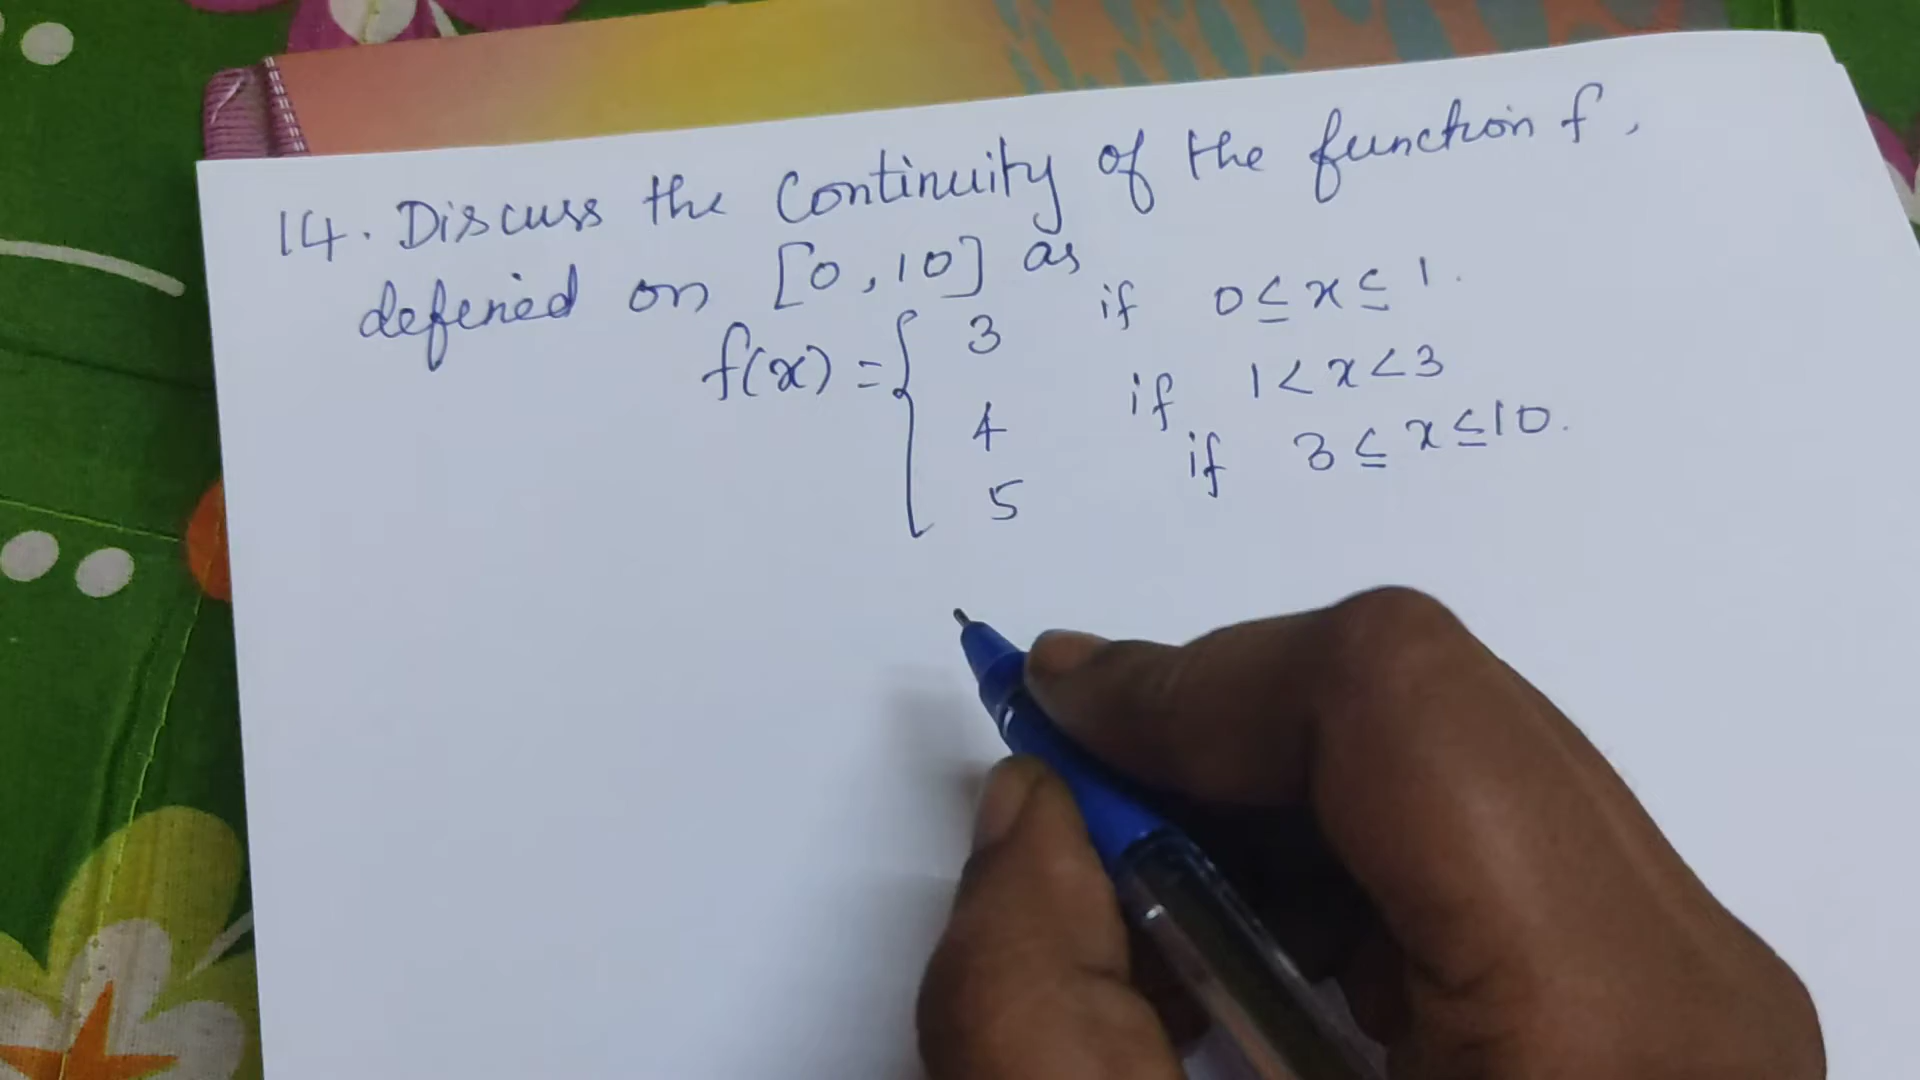 14. Discuss the Continuity of the function f,
defined on [0,10] as
f(x) = { 3 if 0 ≤ x ≤ 1.
4 if 1 < x < 3
5 if 3 ≤ x ≤ 10.